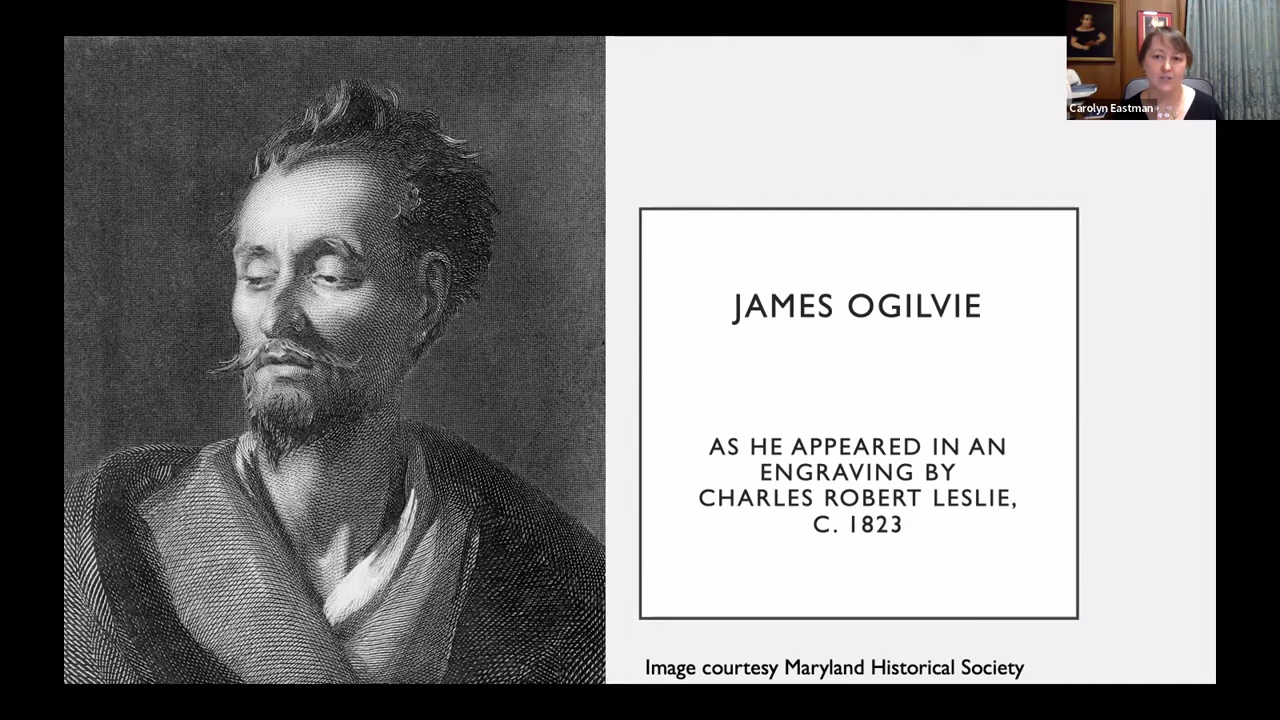 Carolyn Eastman
JAMES OGILVIE
AS HE APPEARED IN AN
ENGRAVING BY
CHARLES ROBERT LESLIE,
C. 1823
Image courtesy Maryland Historical Society